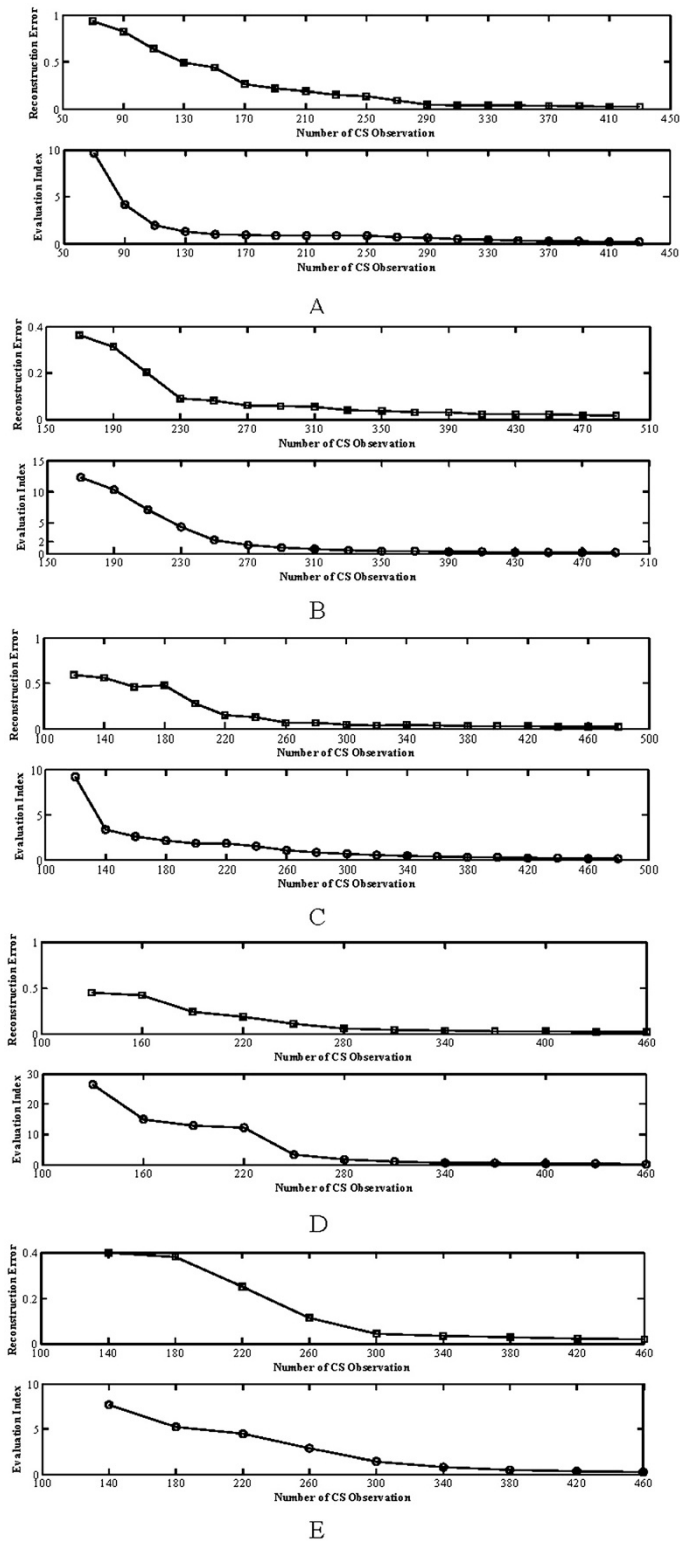 Reconstruction Error
1
0.5
0
50 90 130 170 210 250 290 330 370 410 450
Number of CS Observation
Evaluation Index
10
5
0
50 90 130 170 210 250 290 330 370 410 450
Number of CS Observation
A
Reconstruction Error
0.4
0.2
0
150 190 230 270 310 350 390 430 470 510
Number of CS Observation
Evaluation Index
15
10
5
2
0
150 190 230 270 310 350 390 430 470 510
Number of CS Observation
B
Reconstruction Error
1
0.5
0
100 140 180 220 260 300 340 380 420 460 500
Number of CS Observation
Evaluation Index
10
5
0
100 140 180 220 260 300 340 380 420 460 500
Number of CS Observation
C
Reconstruction Error
1
0.5
0
100 160 220 280 340 400 460
Number of CS Observation
Evaluation Index
30
20
10
0
100 160 220 280 340 400 460
Number of CS Observation
D
Reconstruction Error
0.4
0.2
0
100 140 180 220 260 300 340 380 420 460
Number of CS Observation
Evaluation Index
10
5
0
100 140 180 220 260 300 340 380 420 460
Number of CS Observation
E